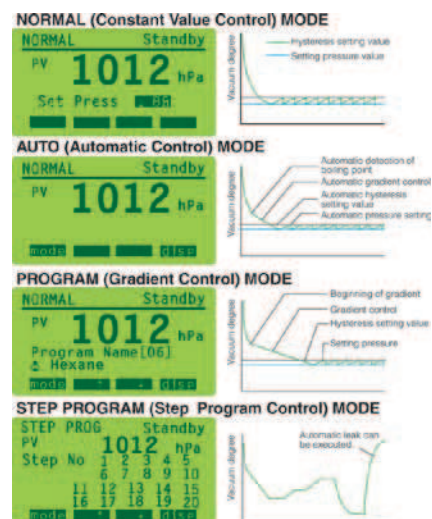 NORMAL (Constant Value Control) MODE
NORMAL Standby
PV 1012 hPa
Set Press
Vacuum degree
Hysteresis setting value
Setting pressure value
AUTO (Automatic Control) MODE
NORMAL Standby
PV 1012 hPa
mode disp
Vacuum degree
Automatic detection of
boiling point
Automatic gradient control
Automatic hysteresis
setting value
Automatic pressure setting
PROGRAM (Gradient Control) MODE
NORMAL Standby
PV 1012 hPa
Program Name[06]
Hexane
mode disp
Vacuum degree
Beginning of gradient
Gradient control
Hysteresis setting value
Setting pressure
STEP PROGRAM (Step Program Control) MODE
STEP PROG Standby
PV 1012 hPa
Step No 1 2 3 4 5
6 7 8 9 10
11 12 13 14 15
16 17 18 19 20
mode disp
Vacuum degree
Automatic leak can
be executed.